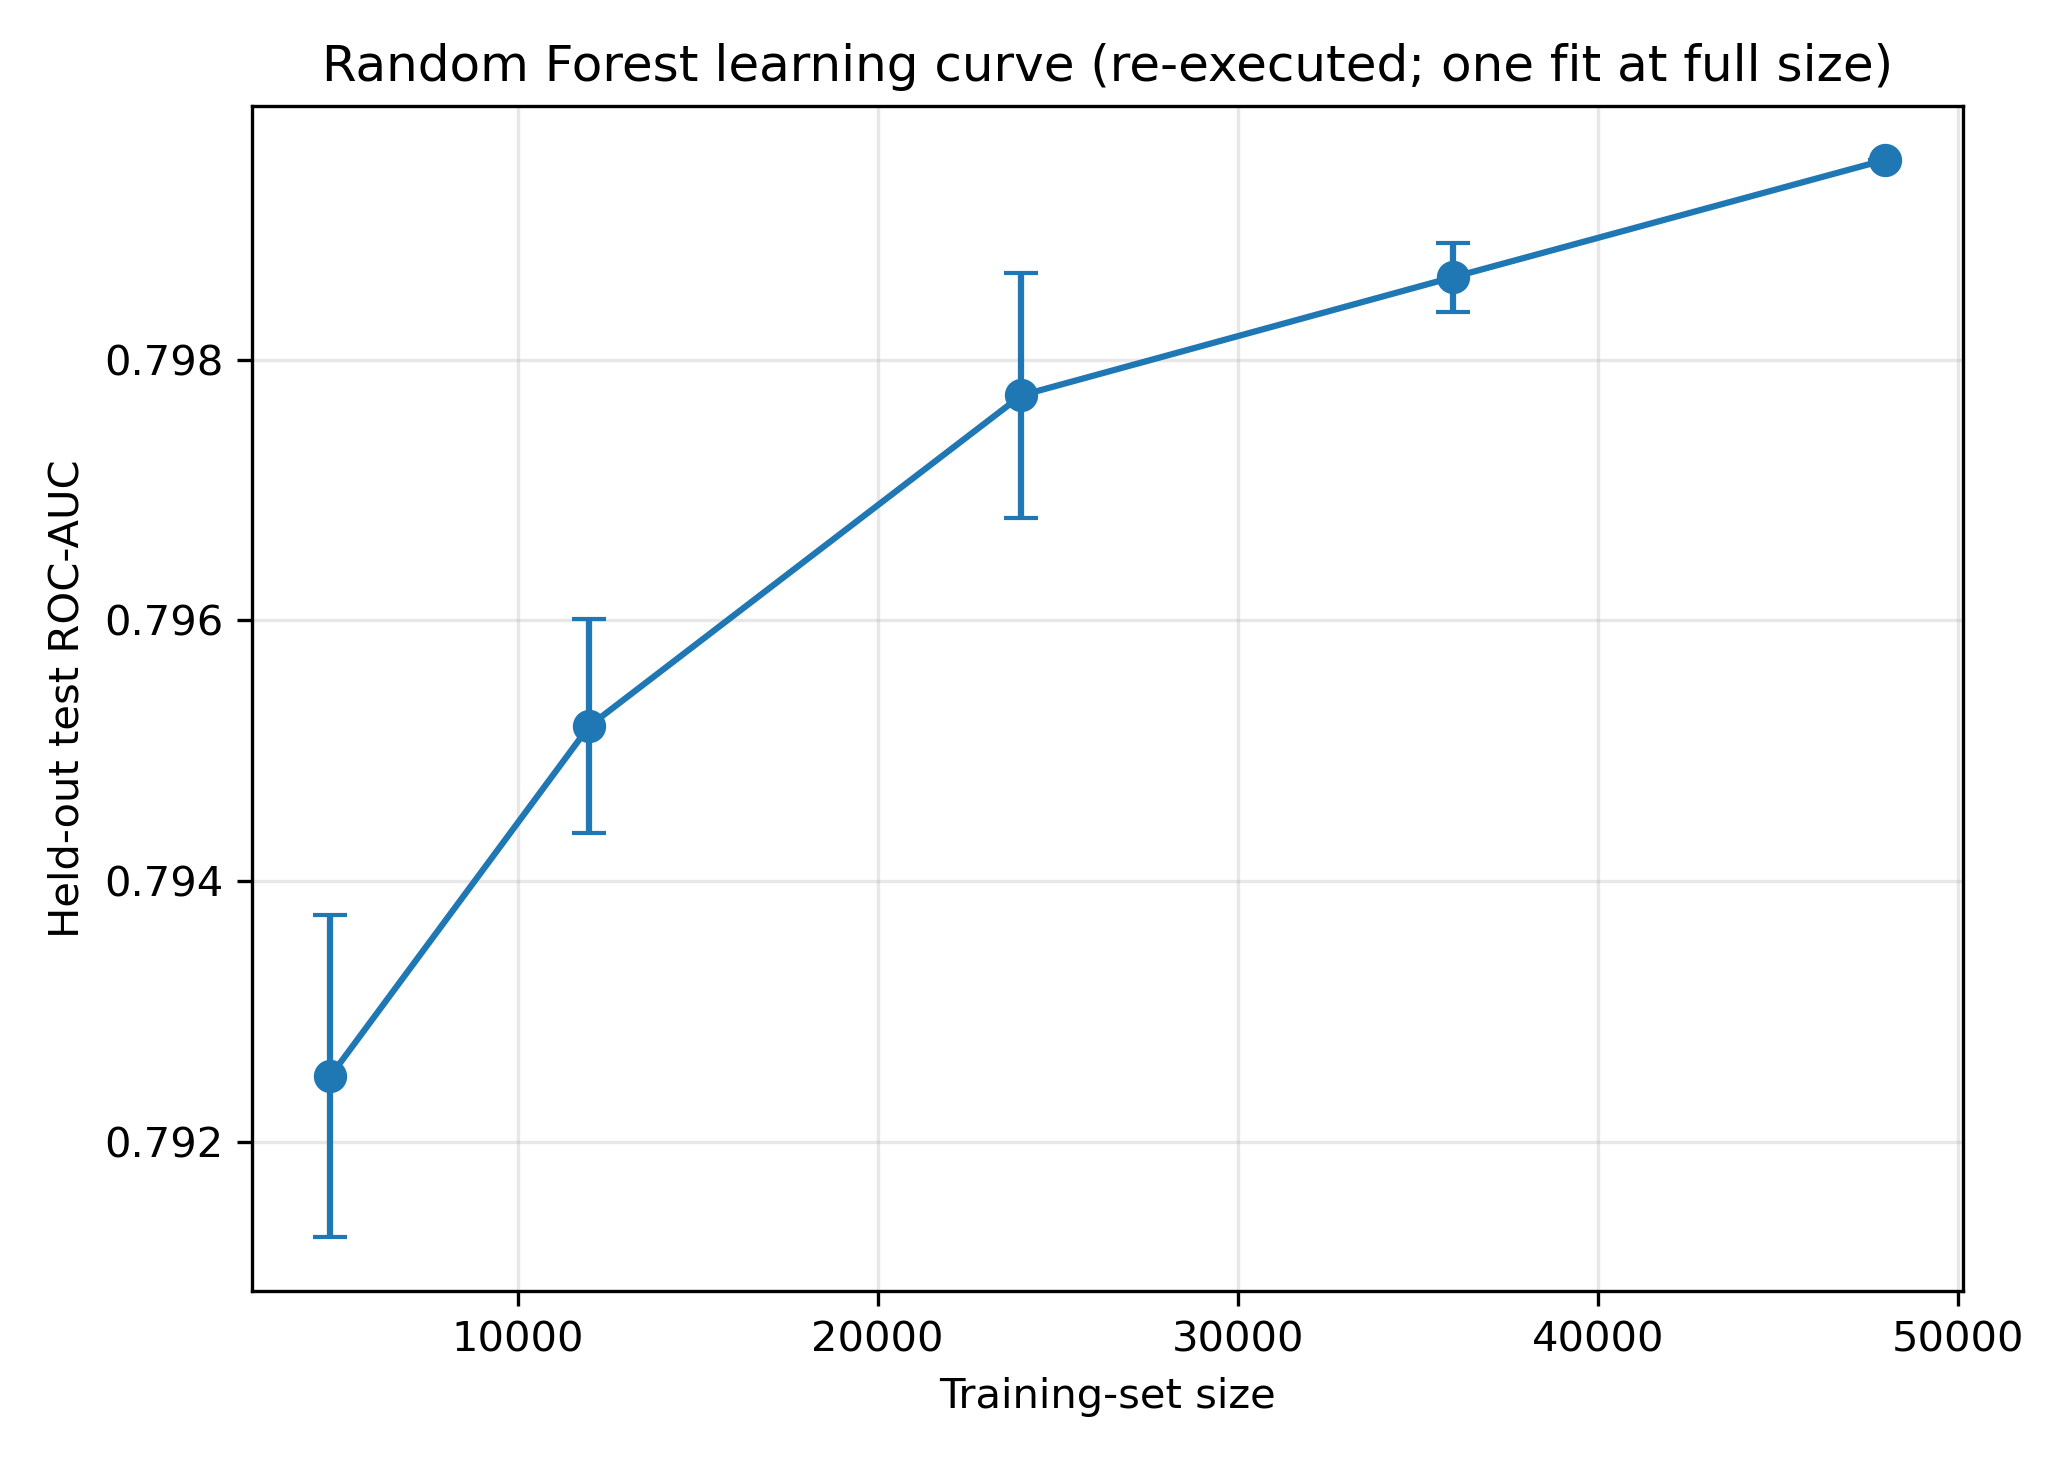 Random Forest learning curve (re-executed; one fit at full size)
Held-out test ROC-AUC
0.798
0.796
0.794
0.792
10000 20000 30000 40000 50000
Training-set size